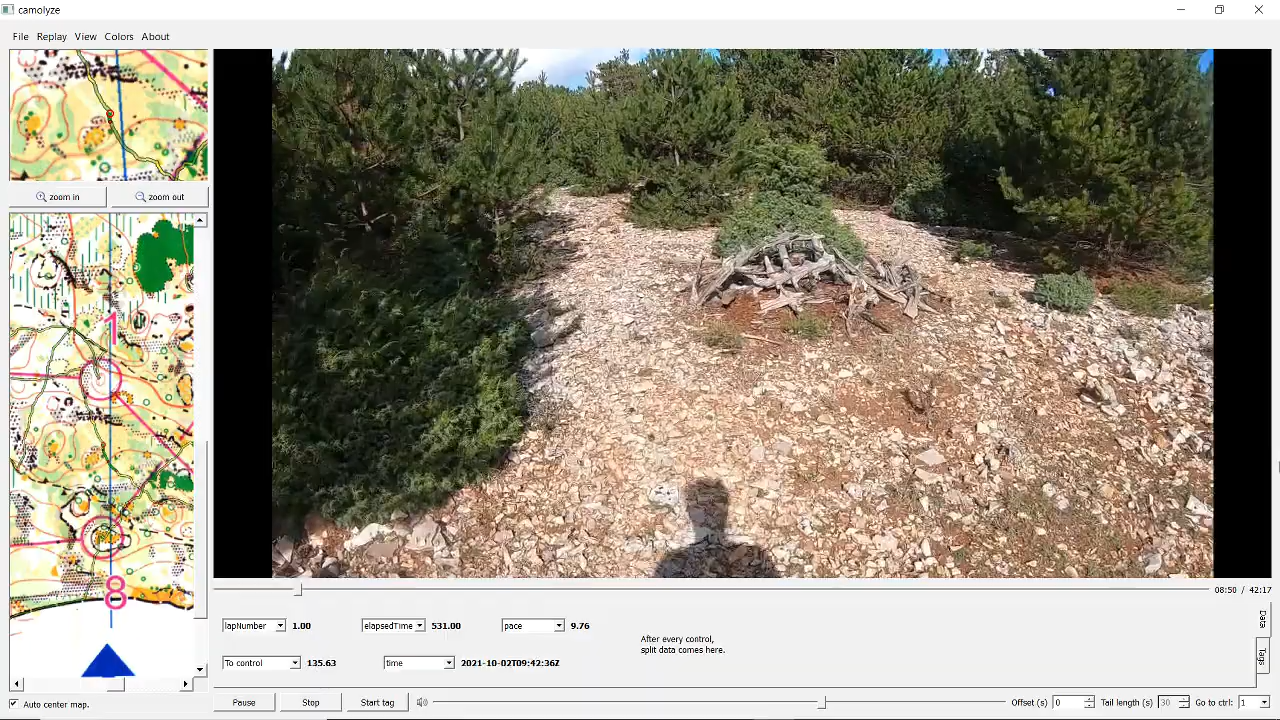 camolyze
File Replay View Colors About
zoom in zoom out
1
8
08:50 / 42:17
lapNumber 1.00 elapsedTime 531.00 pace 9.76
After every control,
split data comes here.
To control 135.63 time 2021-10-02T09:42:36Z
Data
Tags
Auto center map.
Pause Stop Start tag Offset (s) 0 Tail length (s) 30 Go to ctrl: 1